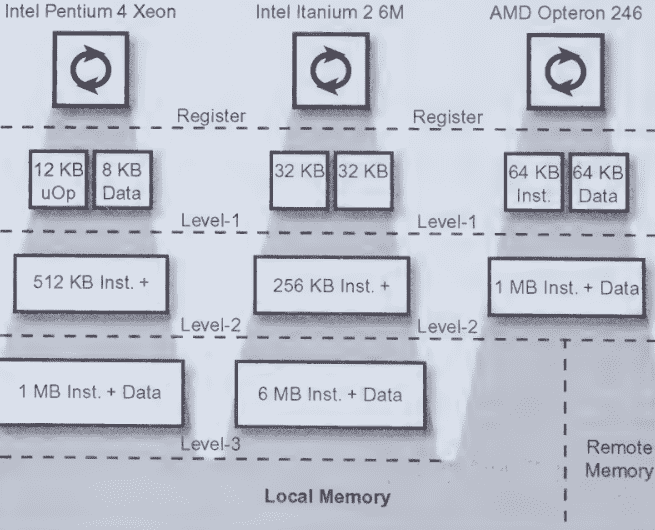 Intel Pentium 4 Xeon
Intel Itanium 2 6M
AMD Opteron 246
Register
Register
12 KB
uOp
8 KB
Data
32 KB
32 KB
64 KB
Inst.
64 KB
Data
Level-1
Level-1
512 KB Inst. +
256 KB Inst. +
1 MB Inst. + Data
Level-2
Level-2
1 MB Inst. + Data
6 MB Inst. + Data
Level-3
Remote
Memory
Local Memory